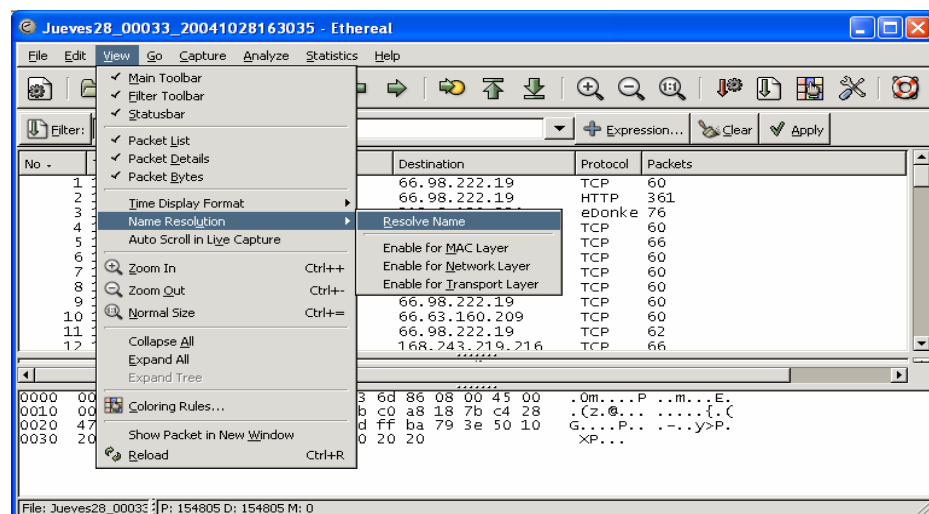 Jueves28_00033_20041028163035 - Ethereal
File Edit View Go Capture Analyze Statistics Help
Filter: Expression... Clear Apply
No - Destination Protocol Packets
1 66.98.222.19 TCP 60
2 66.98.222.19 HTTP 361
3 eDonke 76
4 TCP 60
5 TCP 66
6 TCP 60
7 TCP 60
8 TCP 60
9 66.98.222.19 TCP 60
10 66.63.160.209 TCP 60
11 66.98.222.19 TCP 62
12 168.243.219.216 TCP 66
Main Toolbar
Filter Toolbar
Statusbar
Packet List
Packet Details
Packet Bytes
Time Display Format
Name Resolution
Auto Scroll in Live Capture
Zoom In Ctrl++
Zoom Out Ctrl+-
Normal Size Ctrl+=
Collapse All
Expand All
Expand Tree
Coloring Rules...
Show Packet in New Window
Reload Ctrl+R
Resolve Name
Enable for MAC Layer
Enable for Network Layer
Enable for Transport Layer
0000 00 6d 86 08 00 45 00 .Om....P ..m...E.
0010 00 c0 a8 18 7b c4 28 .(z.@... .....{.(
0020 47 ff ba 79 3e 50 10 G....P.. .-..y>P.
0030 20 20 20 XP...
File: Jueves28_00033 P: 154805 D: 154805 M: 0